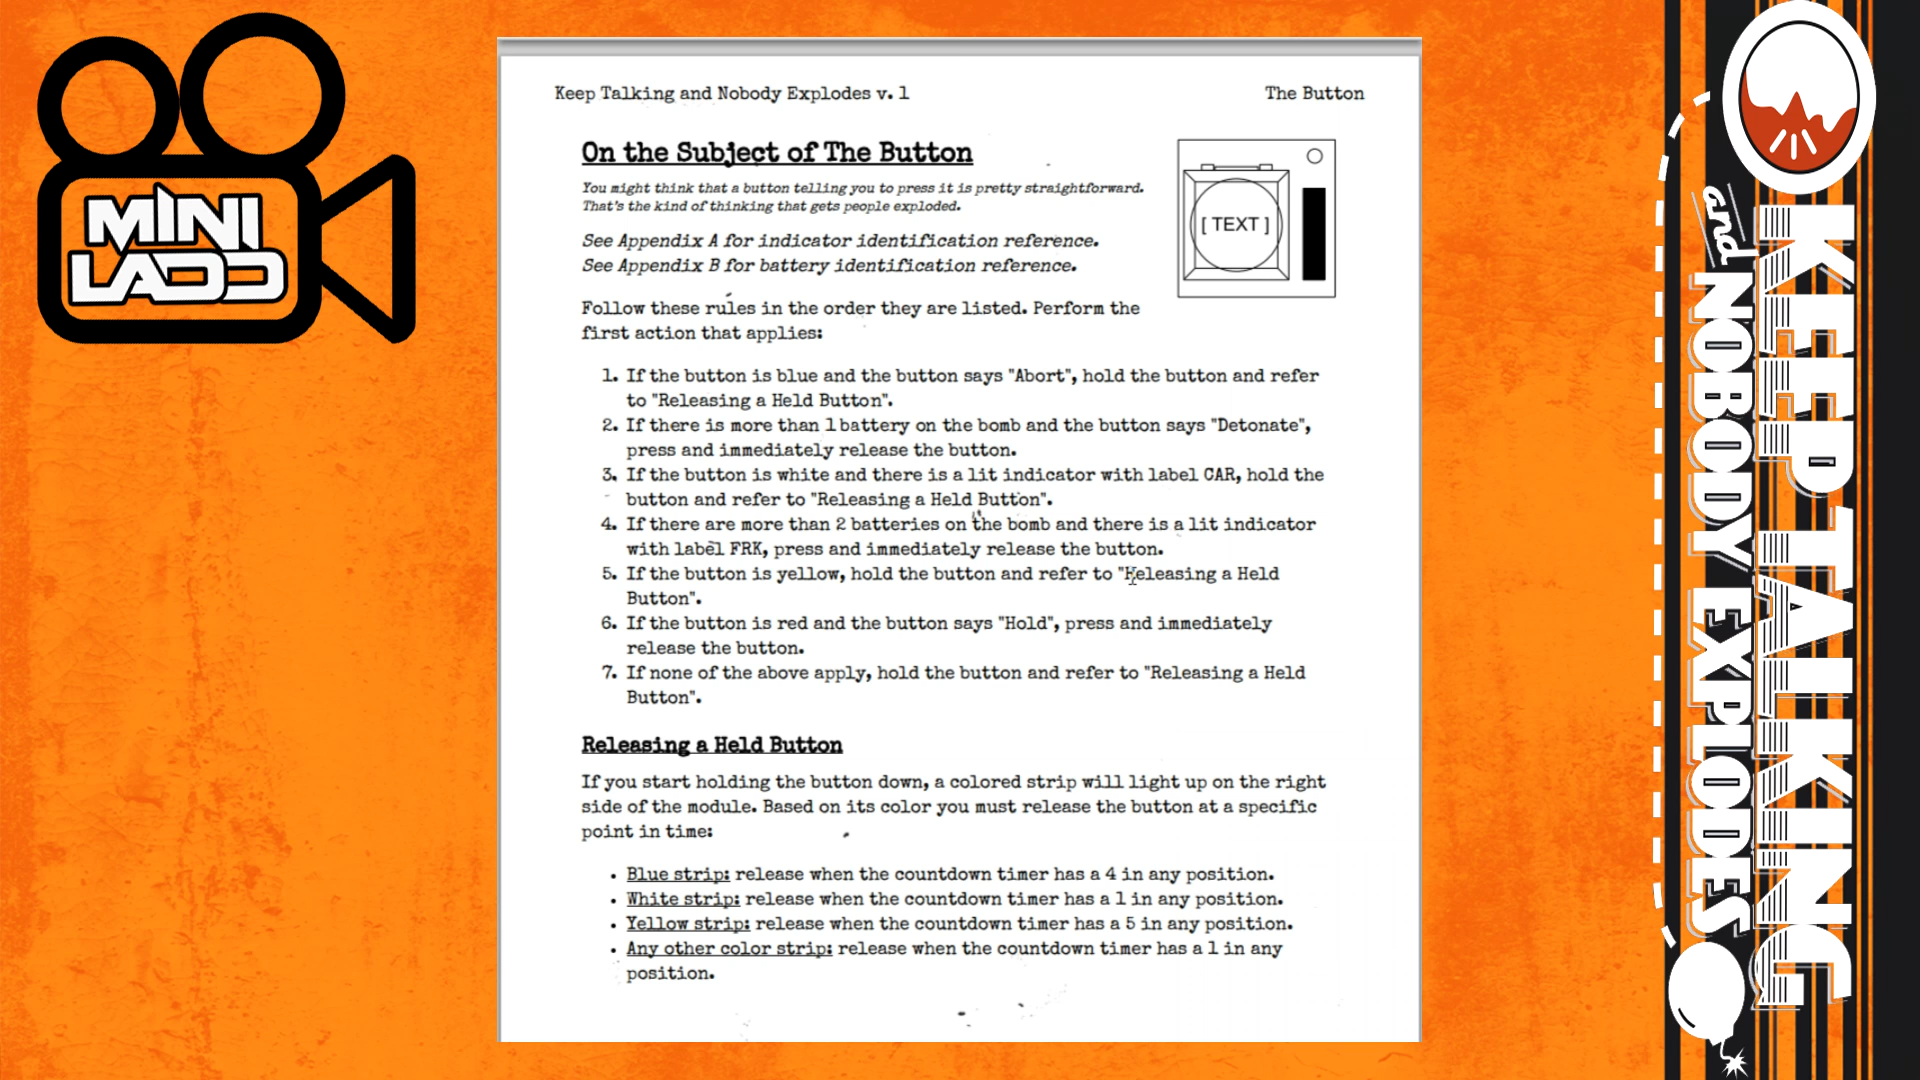 MINI
LADD
Keep Talking and Nobody Explodes v. 1
The Button
On the Subject of The Button
You might think that a button telling you to press it is pretty straightforward.
That's the kind of thinking that gets people exploded.
See Appendix A for indicator identification reference.
See Appendix B for battery identification reference.
[ TEXT ]
Follow these rules in the order they are listed. Perform the
first action that applies:
1. If the button is blue and the button says "Abort", hold the button and refer
to "Releasing a Held Button".
2. If there is more than 1 battery on the bomb and the button says "Detonate",
press and immediately release the button.
3. If the button is white and there is a lit indicator with label CAR, hold the
button and refer to "Releasing a Held Button".
4. If there are more than 2 batteries on the bomb and there is a lit indicator
with label FRK, press and immediately release the button.
5. If the button is yellow, hold the button and refer to "Releasing a Held
Button".
6. If the button is red and the button says "Hold", press and immediately
release the button.
7. If none of the above apply, hold the button and refer to "Releasing a Held
Button".
Releasing a Held Button
If you start holding the button down, a colored strip will light up on the right
side of the module. Based on its color you must release the button at a specific
point in time:
• Blue strip: release when the countdown timer has a 4 in any position.
• White strip: release when the countdown timer has a 1 in any position.
• Yellow strip: release when the countdown timer has a 5 in any position.
• Any other color strip: release when the countdown timer has a 1 in any
position.
KEEP TALKING
and NOBODY EXPLODES